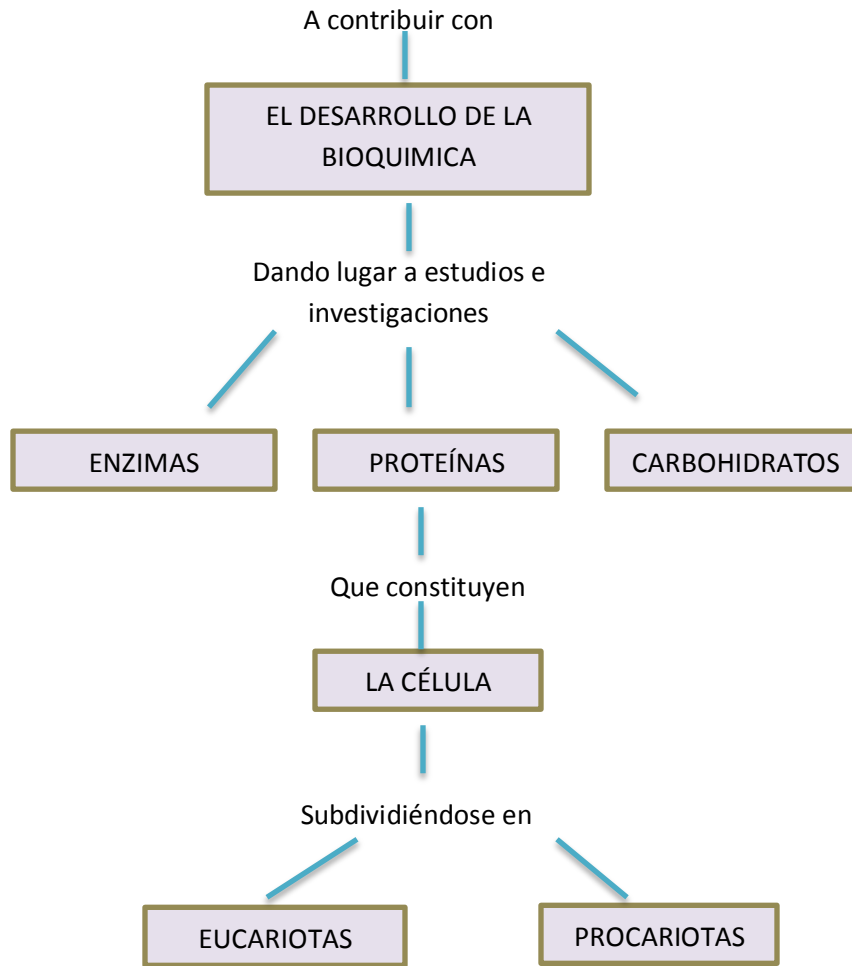 A contribuir con
EL DESARROLLO DE LA
BIOQUIMICA
Dando lugar a estudios e
investigaciones
ENZIMAS
PROTEÍNAS
CARBOHIDRATOS
Que constituyen
LA CÉLULA
Subdividiéndose en
EUCARIOTAS
PROCARIOTAS